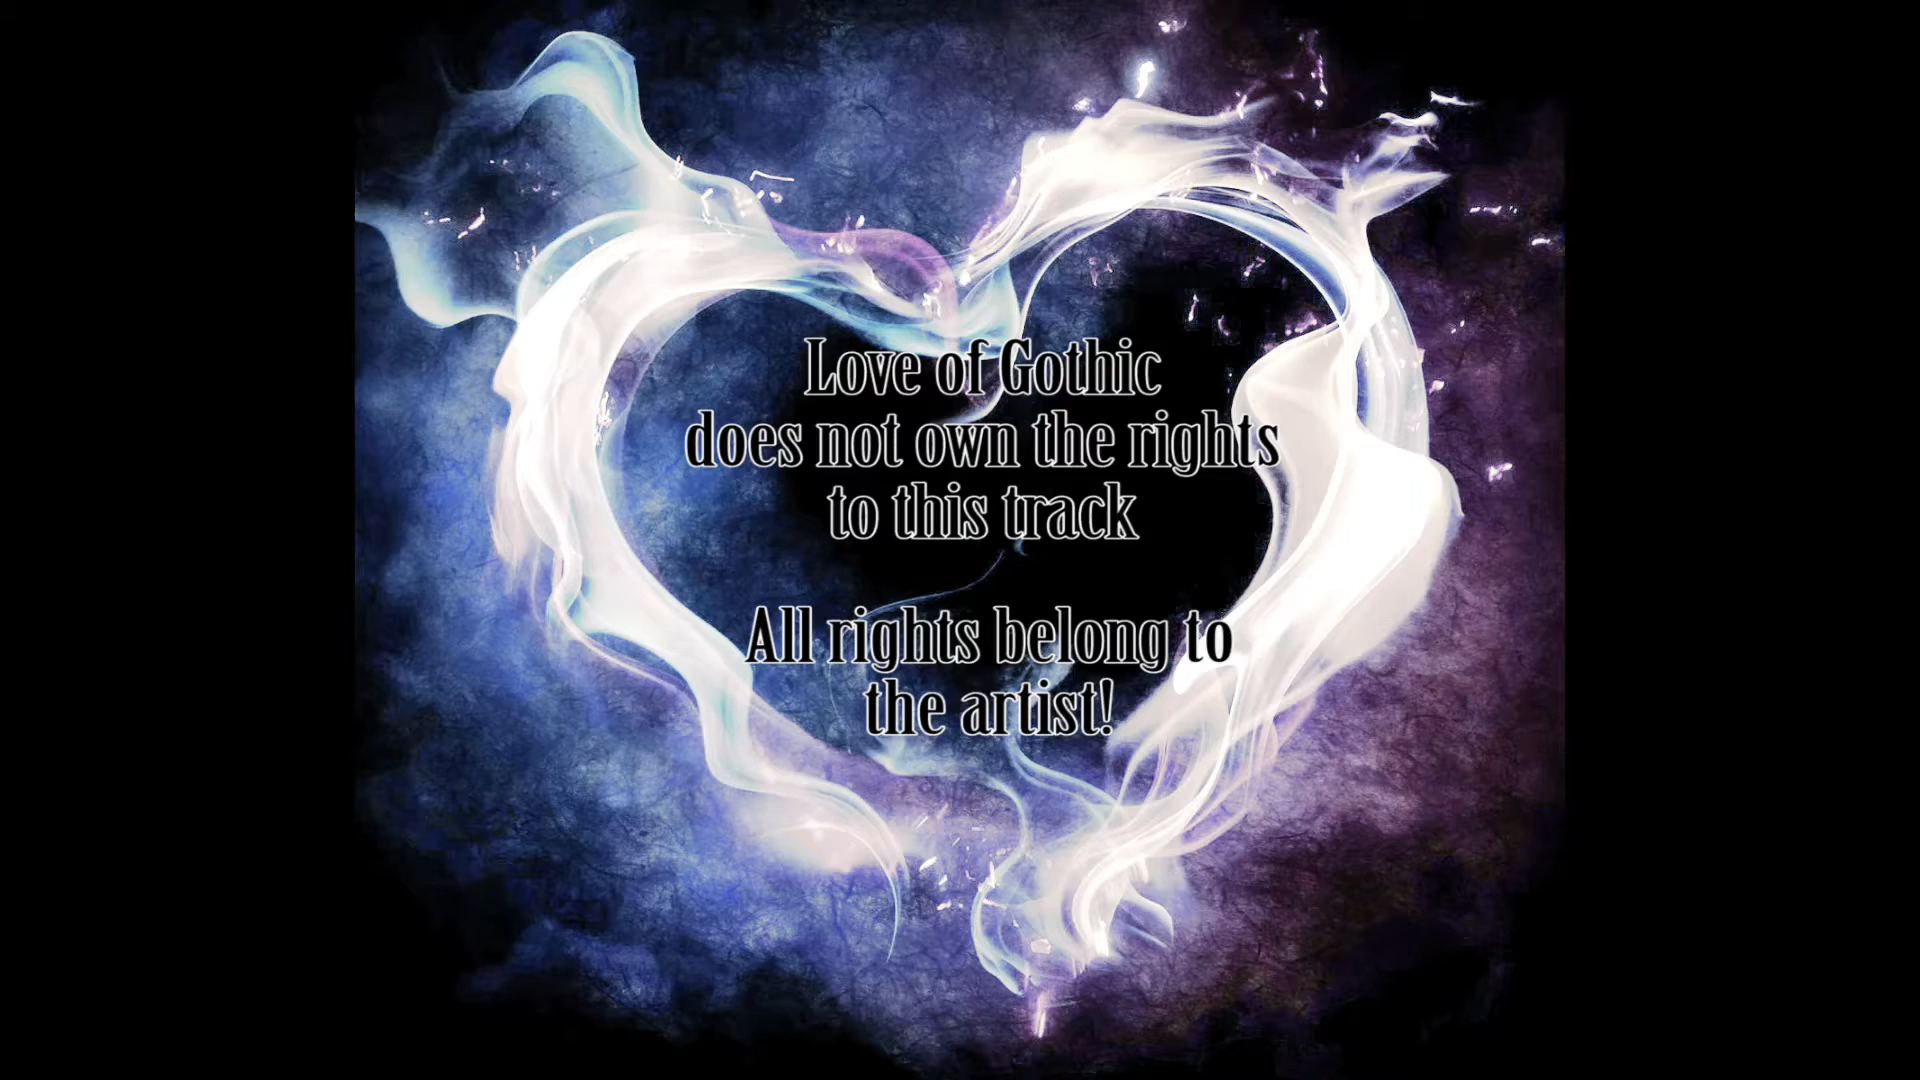 Love of Gothic
does not own the rights
to this track
All rights belong to
the artist!